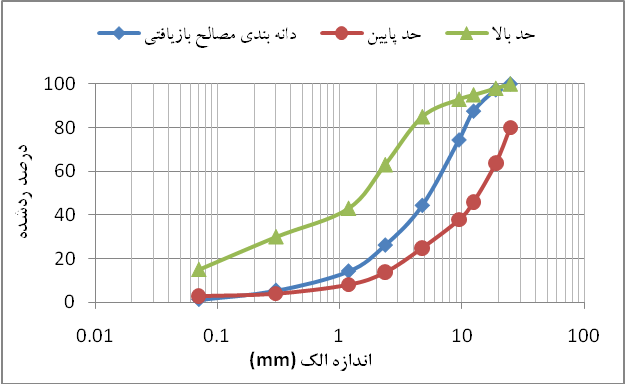 دانه بندی مصالح بازیافتی حد پایین حد بالا
100
80
60
40
20
0
درصد ردشده
0.01 0.1 1 10 100
اندازه الک (mm)